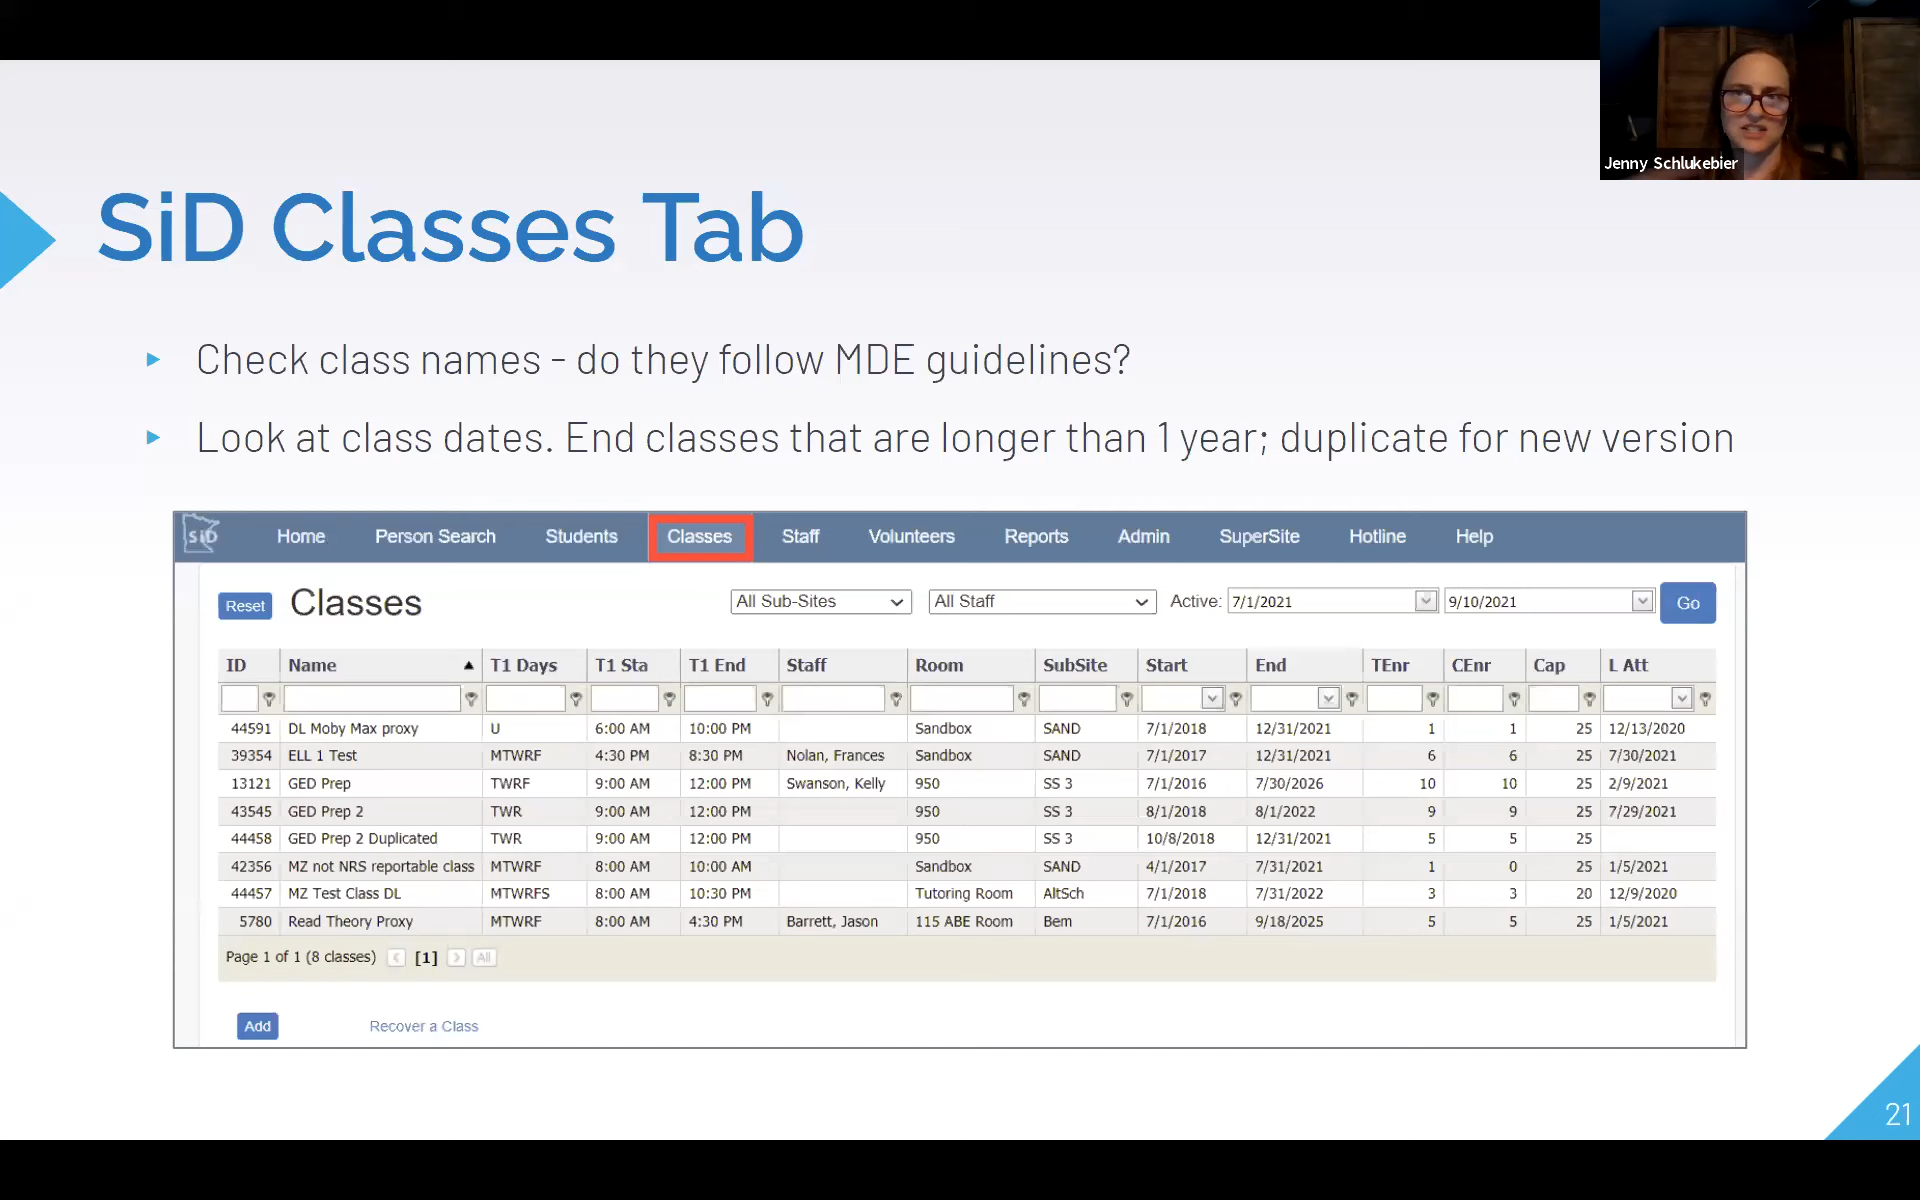 Jenny Schlukebier
SiD Classes Tab
Check class names - do they follow MDE guidelines?
Look at class dates. End classes that are longer than 1 year; duplicate for new version
SiD Home Person Search Students Classes Staff Volunteers Reports Admin SuperSite Hotline Help
Reset Classes All Sub-Sites All Staff Active: 7/1/2021 9/10/2021 Go
ID Name T1 Days T1 Sta T1 End Staff Room SubSite Start End TEnr CEnr Cap L Att
44591 DL Moby Max proxy U 6:00 AM 10:00 PM Sandbox SAND 7/1/2018 12/31/2021 1 1 25 12/13/2020
39354 ELL 1 Test MTWRF 4:30 PM 8:30 PM Nolan, Frances Sandbox SAND 7/1/2017 12/31/2021 6 6 25 7/30/2021
13121 GED Prep TWRF 9:00 AM 12:00 PM Swanson, Kelly 950 SS 3 7/1/2016 7/30/2026 10 10 25 2/9/2021
43545 GED Prep 2 TWR 9:00 AM 12:00 PM 950 SS 3 8/1/2018 8/1/2022 9 9 25 7/29/2021
44458 GED Prep 2 Duplicated TWR 9:00 AM 12:00 PM 950 SS 3 10/8/2018 12/31/2021 5 5 25
42356 MZ not NRS reportable class MTWRF 8:00 AM 10:00 AM Sandbox SAND 4/1/2017 7/31/2021 1 0 25 1/5/2021
44457 MZ Test Class DL MTWRFS 8:00 AM 10:30 PM Tutoring Room AltSch 7/1/2018 7/31/2022 3 3 20 12/9/2020
5780 Read Theory Proxy MTWRF 8:00 AM 4:30 PM Barrett, Jason 115 ABE Room Bem 7/1/2016 9/18/2025 5 5 25 1/5/2021
Page 1 of 1 (8 classes) < [1] > All
Add Recover a Class
21